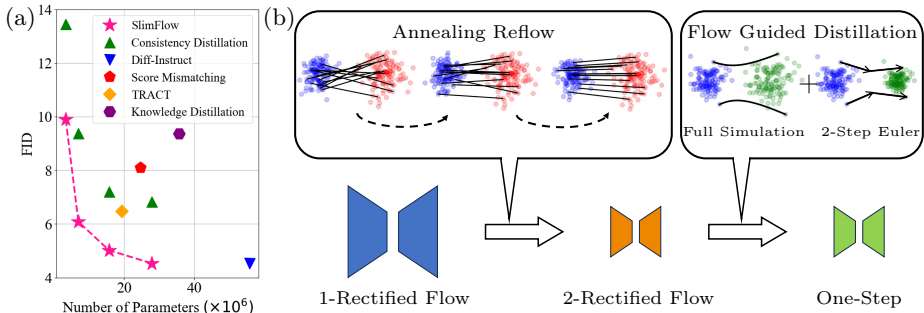 (a)
14
12
10
8
6
4
FID
SlimFlow
Consistency Distillation
Diff-Instruct
Score Mismatching
TRACT
Knowledge Distillation
20
40
Number of Parameters (×10⁶)
(b)
Annealing Reflow
Flow Guided Distillation
+
Full Simulation
2-Step Euler
1-Rectified Flow
2-Rectified Flow
One-Step